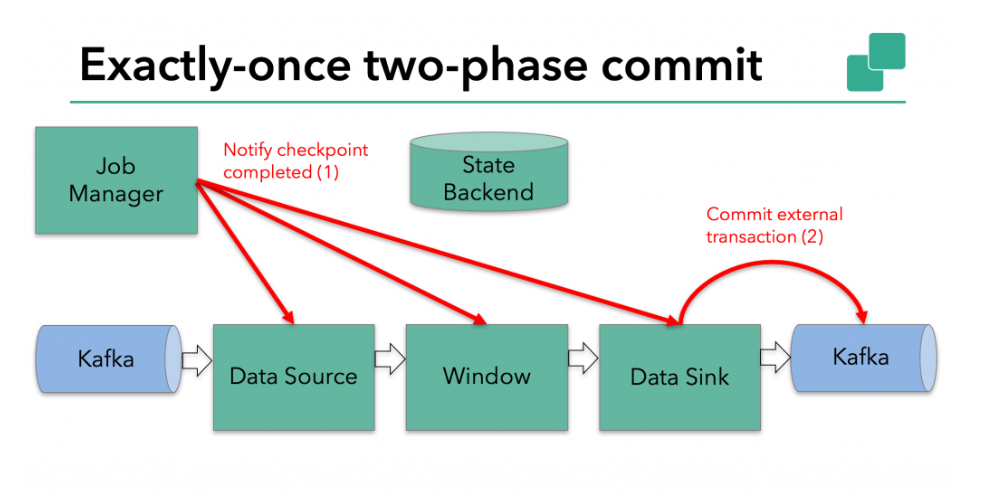 Exactly-once two-phase commit
Job
Manager
Notify checkpoint
completed (1)
State
Backend
Commit external
transaction (2)
Kafka
Data Source
Window
Data Sink
Kafka